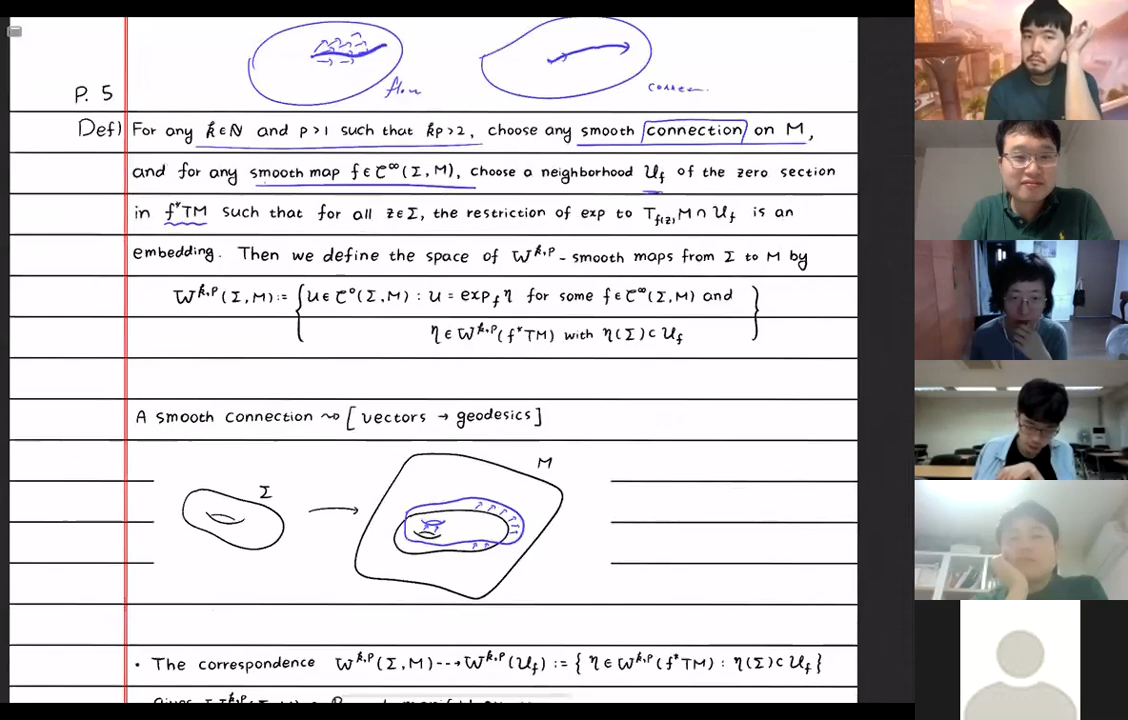 flow
connec.
P. 5
Def) For any k∈ℕ and p>1 such that kp>2, choose any smooth connection on M,
and for any smooth map f∈C^∞(Σ,M), choose a neighborhood U_f of the zero section
in f*TM such that for all z∈Σ, the restriction of exp to T_{f(z)}M ∩ U_f is an
embedding. Then we define the space of W^{k,p}-smooth maps from Σ to M by
W^{k,p}(Σ,M) := { u∈C^0(Σ,M) : u = exp_f η for some f∈C^∞(Σ,M) and
η∈W^{k,p}(f*TM) with η(Σ)⊂U_f }
A smooth connection ⇝ [vectors → geodesics]
M
Σ
• The correspondence W^{k,p}(Σ,M) ⇢ W^{k,p}(U_f) := { η∈W^{k,p}(f*TM) : η(Σ)⊂U_f }